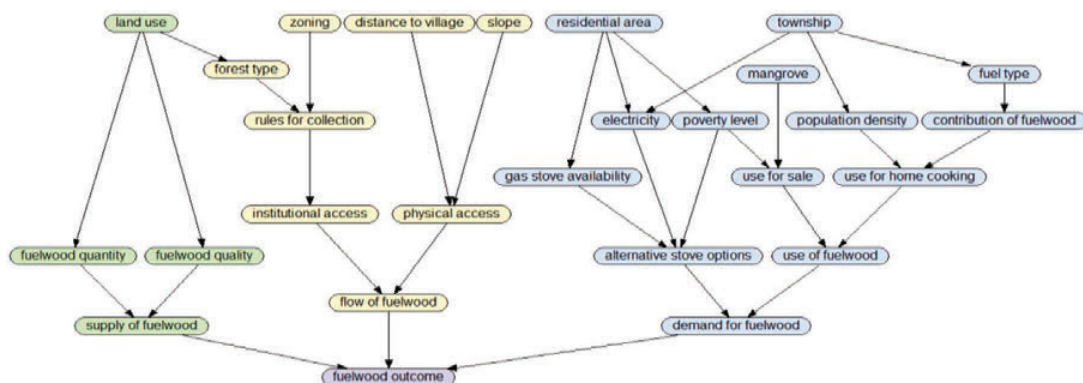 land use
zoning
distance to village
slope
residential area
township
forest type
mangrove
fuel type
rules for collection
electricity
poverty level
population density
contribution of fuelwood
gas stove availability
use for sale
use for home cooking
institutional access
physical access
fuelwood quantity
fuelwood quality
alternative stove options
use of fuelwood
flow of fuelwood
supply of fuelwood
demand for fuelwood
fuelwood outcome